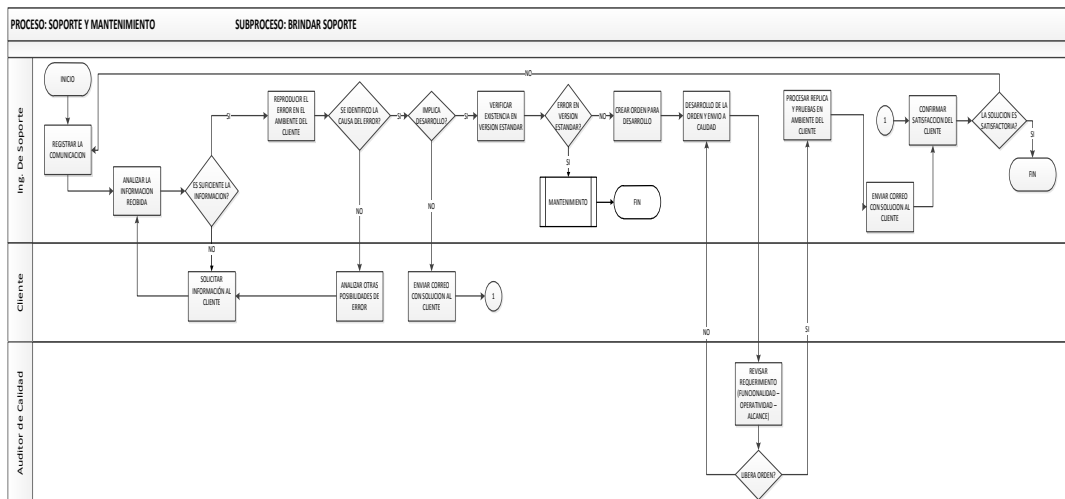 PROCESO: SOPORTE Y MANTENIMIENTO
SUBPROCESO: BRINDAR SOPORTE
Ing. De Soporte
INICIO
REGISTRAR LA
COMUNICACION
ANALIZAR LA
INFORMACION
RECIBIDA
ES SUFICIENTE LA
INFORMACION?
SI
NO
REPRODUCIR EL
ERROR EN EL
AMBIENTE DEL
CLIENTE
SE IDENTIFICO LA
CAUSA DEL ERROR?
SI
NO
IMPLICA
DESARROLLO?
SI
NO
VERIFICAR
EXISTENCIA EN
VERSION ESTANDAR
ERROR EN
VERSION
ESTANDAR?
NO
SI
MANTENIMIENTO
FIN
CREAR ORDEN PARA
DESARROLLO
DESARROLLO DE LA
ORDEN Y ENVIO A
CALIDAD
PROCESAR REPLICA
Y PRUEBAS EN
AMBIENTE DEL
CLIENTE
ENVIAR CORREO
CON SOLUCION AL
CLIENTE
1
CONFIRMAR
SATISFACCION DEL
CLIENTE
LA SOLUCION ES
SATISFACTORIA?
NO
SI
FIN
Cliente
SOLICITAR
INFORMACIÓN AL
CLIENTE
ANALIZAR OTRAS
POSIBILIDADES DE
ERROR
ENVIAR CORREO
CON SOLUCION AL
CLIENTE
1
NO
SI
Auditor de Calidad
REVISAR
REQUERIMIENTO
(FUNCIONALIDAD –
OPERATIVIDAD –
ALCANCE)
LIBERA ORDEN?